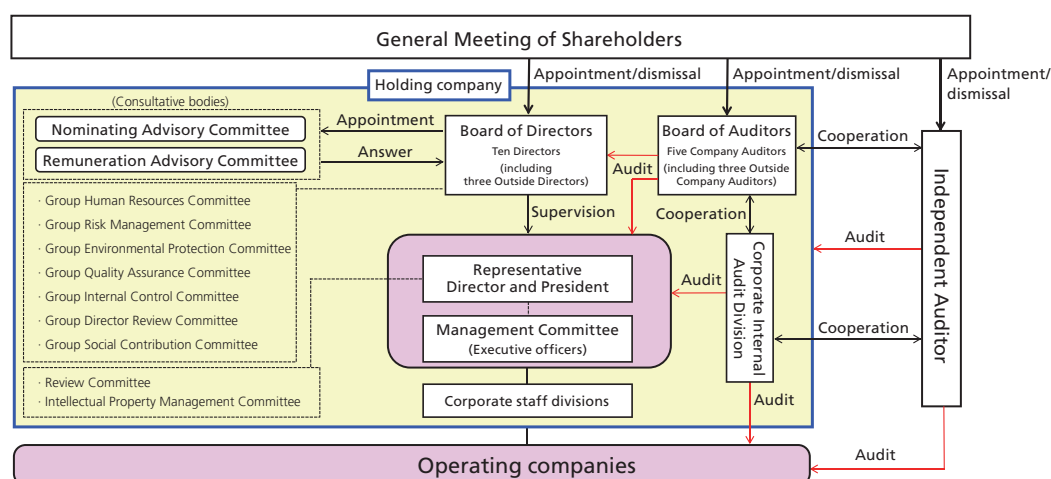 General Meeting of Shareholders
Appointment/dismissal
Appointment/dismissal
Appointment/
dismissal
Holding company
(Consultative bodies)
Nominating Advisory Committee
Remuneration Advisory Committee
Appointment
Answer
Board of Directors
Ten Directors
(including
three Outside Directors)
Audit
Board of Auditors
Five Company Auditors
(including three Outside
Company Auditors)
Cooperation
Independent Auditor
· Group Human Resources Committee
· Group Risk Management Committee
· Group Environmental Protection Committee
· Group Quality Assurance Committee
· Group Internal Control Committee
· Group Director Review Committee
· Group Social Contribution Committee
Supervision
Cooperation
Representative
Director and President
Management Committee
(Executive officers)
Audit
Corporate Internal
Audit Division
Audit
Cooperation
· Review Committee
· Intellectual Property Management Committee
Corporate staff divisions
Audit
Operating companies
Audit